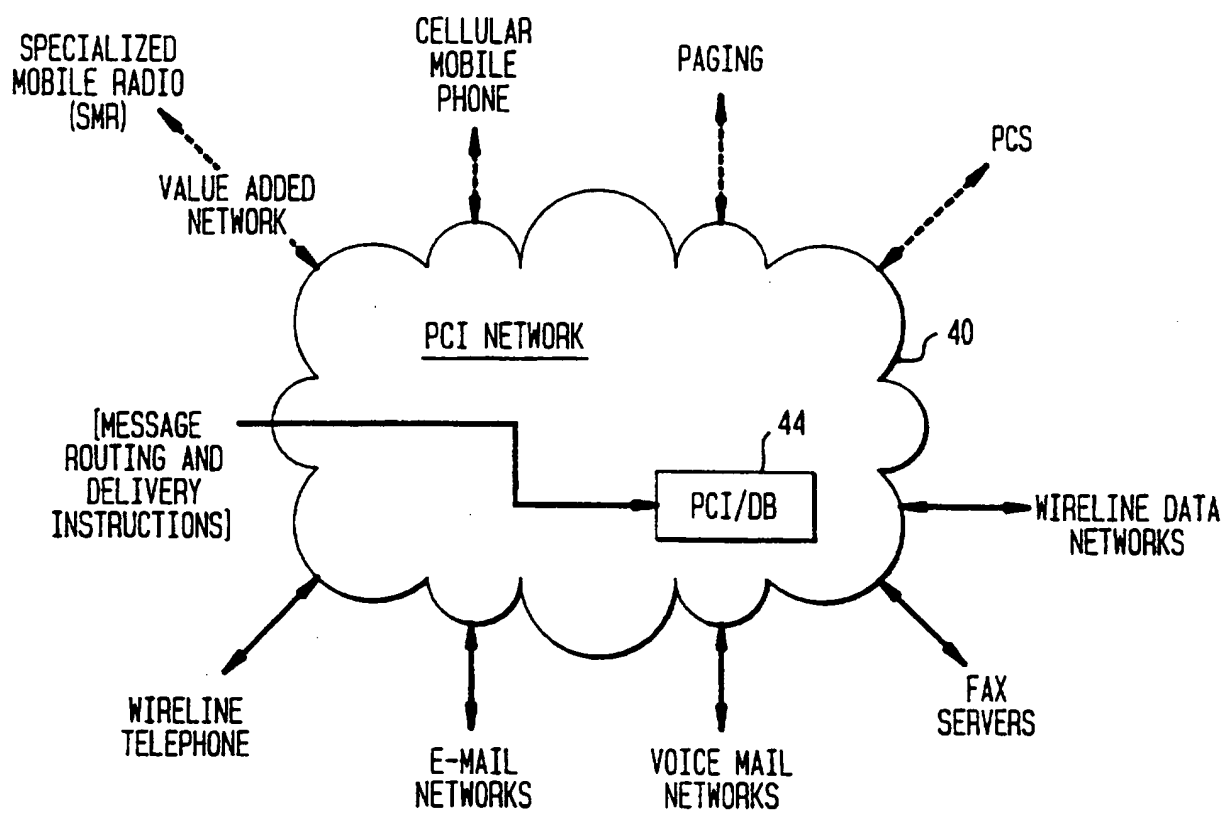 SPECIALIZED
MOBILE RADIO
(SMR)
CELLULAR
MOBILE
PHONE
PAGING
PCS
VALUE ADDED
NETWORK
PCI NETWORK
40
[MESSAGE
ROUTING AND
DELIVERY
INSTRUCTIONS]
44
PCI/DB
WIRELINE DATA
NETWORKS
WIRELINE
TELEPHONE
E-MAIL
NETWORKS
VOICE MAIL
NETWORKS
FAX
SERVERS